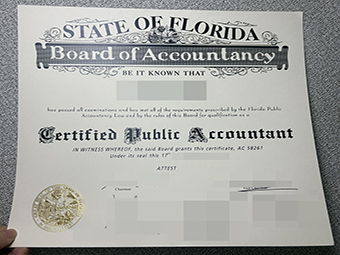 STATE OF FLORIDA
Board of Accountancy
BE IT KNOWN THAT
has passed all examinations and has met all of the requirements prescribed by the Florida Public
Accountancy Law and by the rules of this Board for qualification as a
Certified Public Accountant
IN WITNESS WHEREOF, the said Board grants this certificate, AC 58261
Under its seal this 17th
ATTEST
Chairman